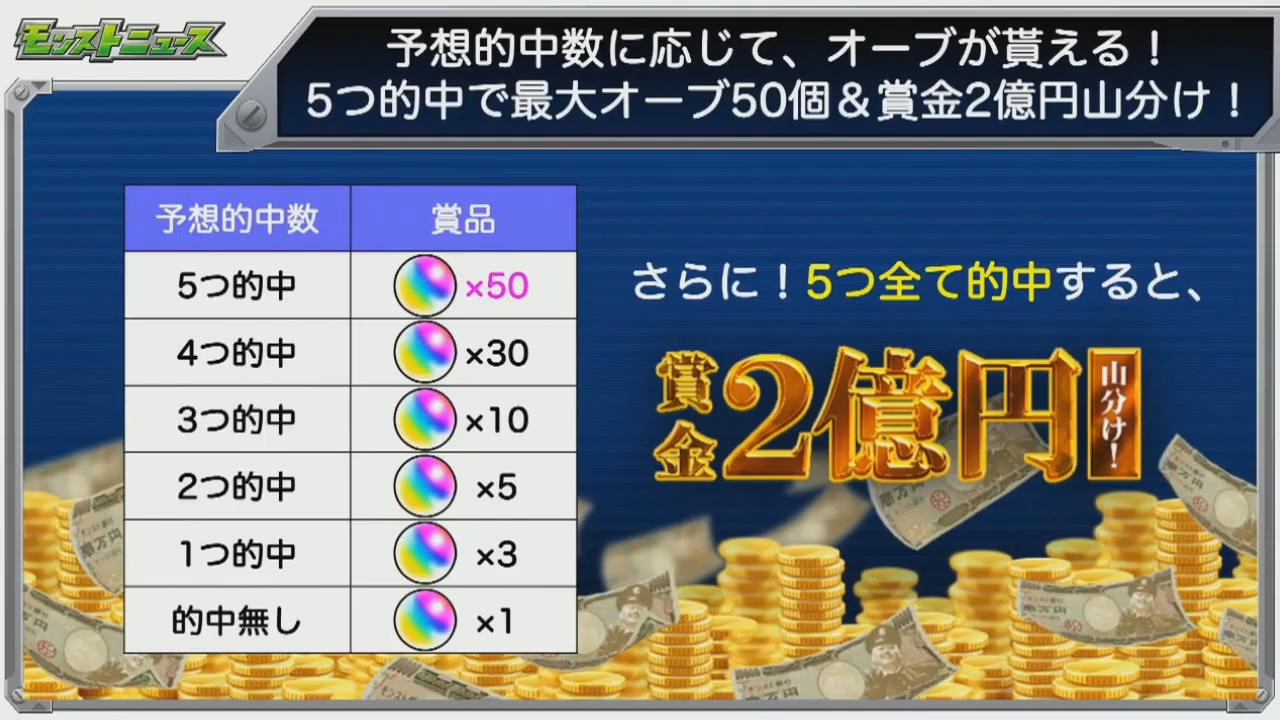 モンストニュース
予想的中数に応じて、オーブが貰える！
5つ的中で最大オーブ50個＆賞金2億円山分け！
予想的中数 賞品
5つ的中 ×50
4つ的中 ×30
3つ的中 ×10
2つ的中 ×5
1つ的中 ×3
的中無し ×1
さらに！5つ全て的中すると、
賞金2億円山分け！